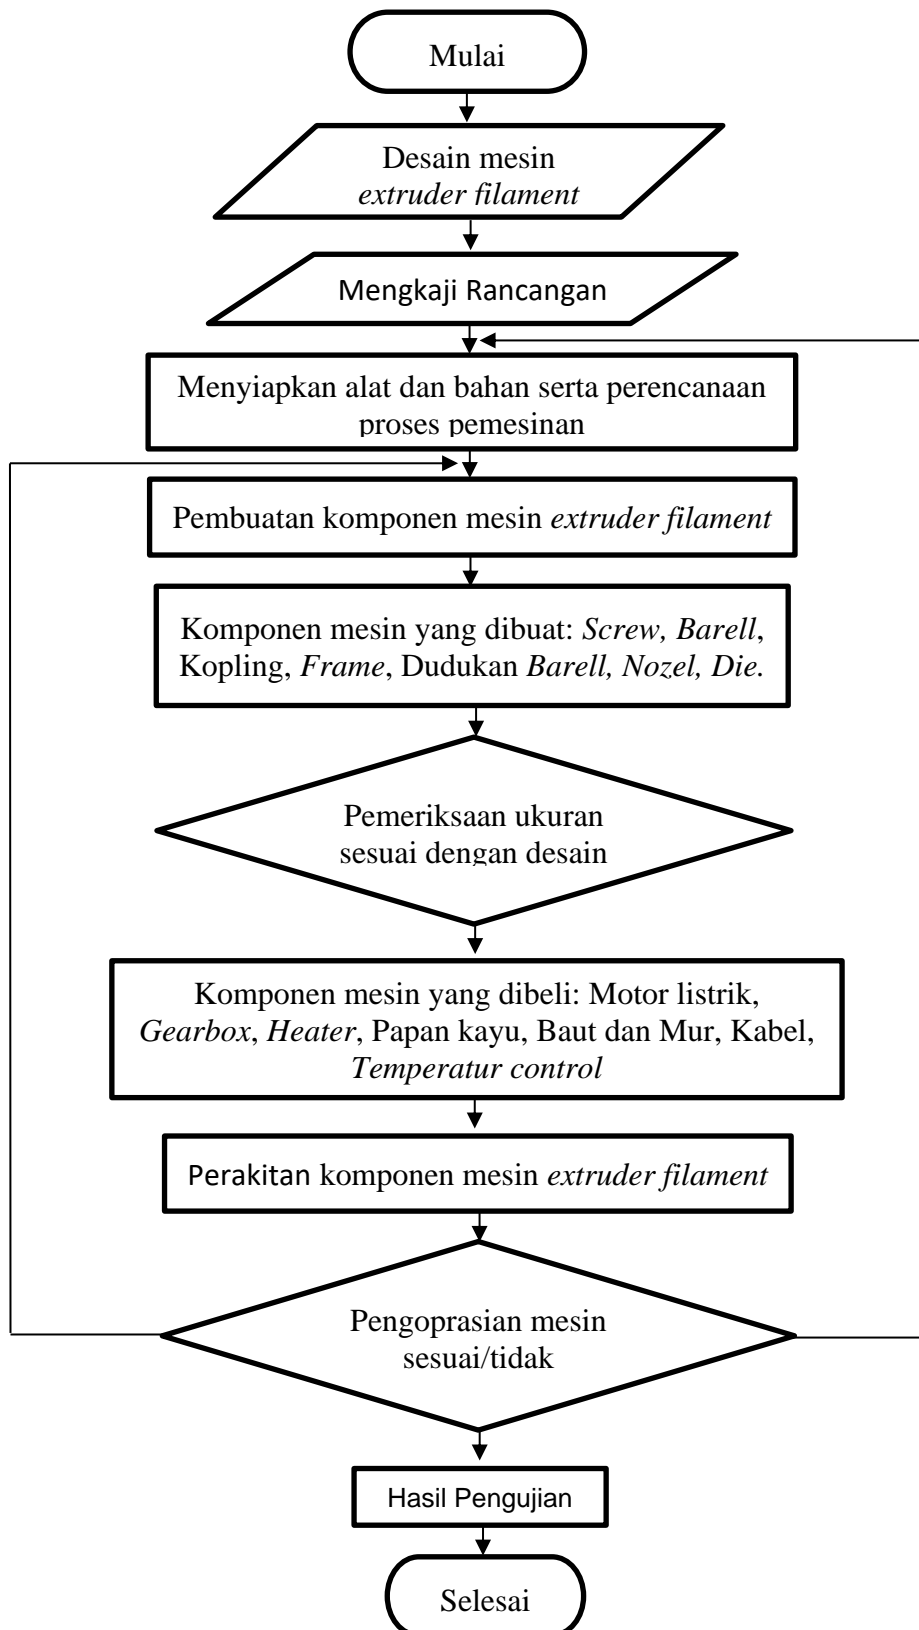 Mulai
Desain mesin
extruder filament
Mengkaji Rancangan
Menyiapkan alat dan bahan serta perencanaan
proses pemesinan
Pembuatan komponen mesin extruder filament
Komponen mesin yang dibuat: Screw, Barell,
Kopling, Frame, Dudukan Barell, Nozel, Die.
Pemeriksaan ukuran
sesuai dengan desain
Komponen mesin yang dibeli: Motor listrik,
Gearbox, Heater, Papan kayu, Baut dan Mur, Kabel,
Temperatur control
Perakitan komponen mesin extruder filament
Pengoprasian mesin
sesuai/tidak
Hasil Pengujian
Selesai